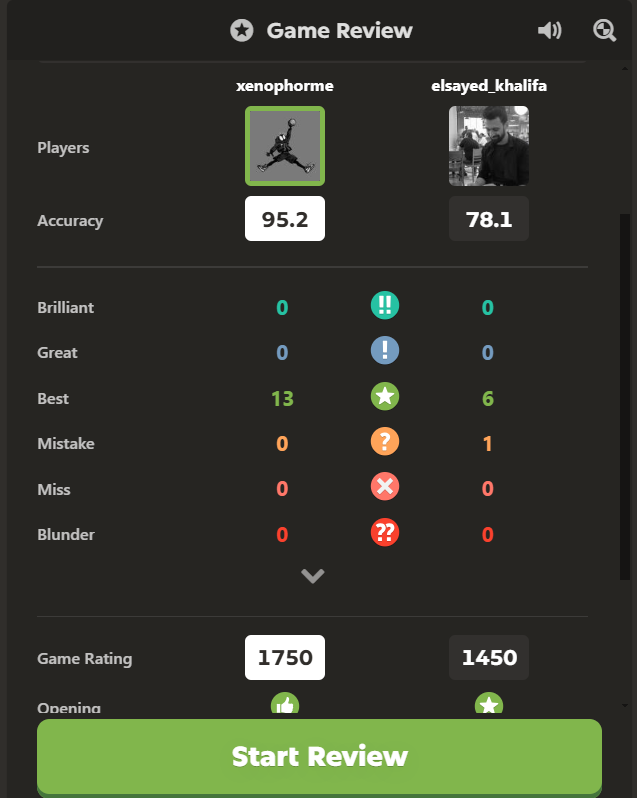 Game Review
xenophorme elsayed_khalifa
Players
Accuracy 95.2 78.1
Brilliant 0 !! 0
Great 0 ! 0
Best 13 6
Mistake 0 ? 1
Miss 0 0
Blunder 0 ?? 0
Game Rating 1750 1450
Opening
Start Review